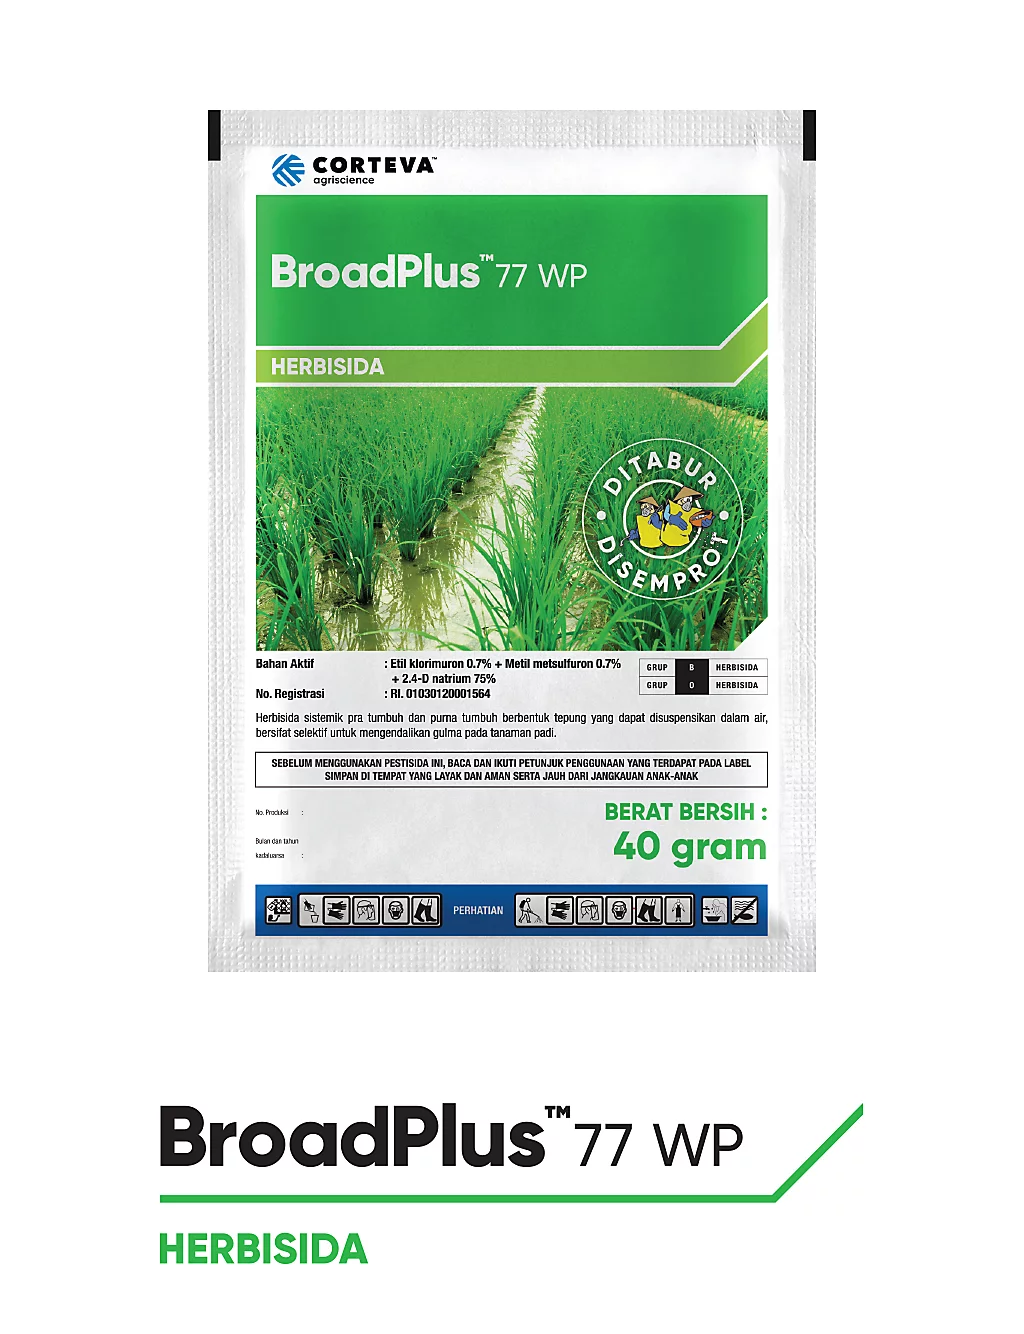 CORTEVA™
agriscience
BroadPlus™ 77 WP
HERBISIDA
DITABUR
DISEMPROT
Bahan Aktif : Etil klorimuron 0.7% + Metil metsulfuron 0.7%
+ 2.4-D natrium 75%
No. Registrasi : RI. 01030120001564
GRUP B HERBISIDA
GRUP O HERBISIDA
Herbisida sistemik pra tumbuh dan purna tumbuh berbentuk tepung yang dapat disuspensikan dalam air,
bersifat selektif untuk mengendalikan gulma pada tanaman padi.
SEBELUM MENGGUNAKAN PESTISIDA INI, BACA DAN IKUTI PETUNJUK PENGGUNAAN YANG TERDAPAT PADA LABEL
SIMPAN DI TEMPAT YANG LAYAK DAN AMAN SERTA JAUH DARI JANGKAUAN ANAK-ANAK
No. Produksi :
Bulan dan tahun
kadaluarsa :
BERAT BERSIH :
40 gram
PERHATIAN
BroadPlus™ 77 WP
HERBISIDA